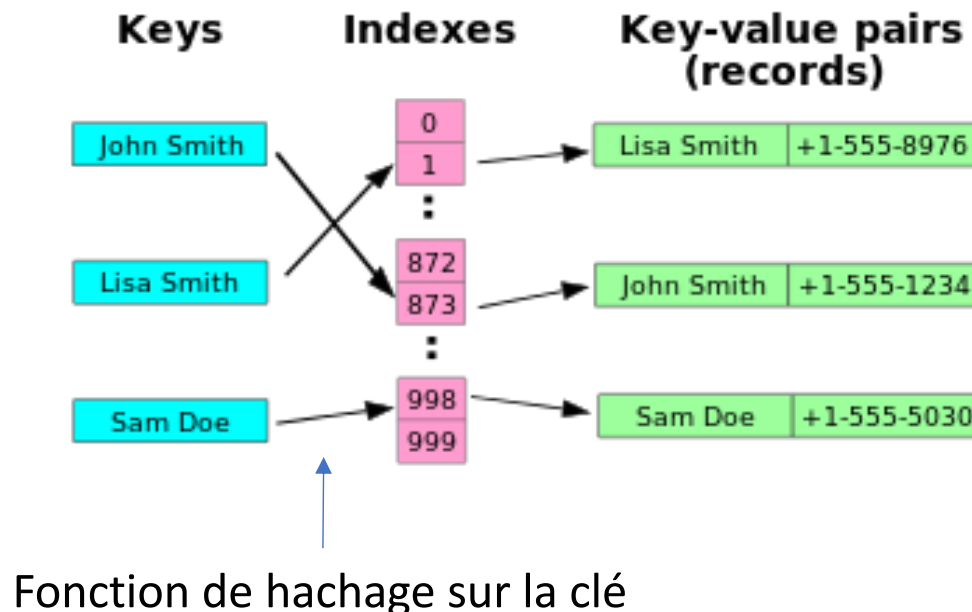 Keys
Indexes
Key-value pairs
(records)
0
John Smith
1
Lisa Smith +1-555-8976
:
872
Lisa Smith
873
John Smith +1-555-1234
:
998
Sam Doe
999
Sam Doe +1-555-5030
Fonction de hachage sur la clé